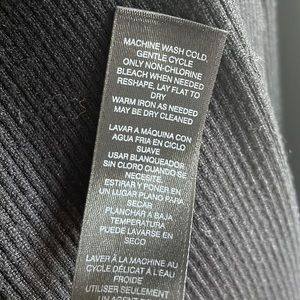 MACHINE WASH COLD,
GENTLE CYCLE
ONLY NON-CHLORINE
BLEACH WHEN NEEDED
RESHAPE, LAY FLAT TO
DRY
WARM IRON AS NEEDED
MAY BE DRY CLEANED
LAVAR A MÁQUINA CON
AGUA FRIA EN CICLO
SUAVE
USAR BLANQUEADOR
SIN CLORO CUANDO SE
NECESITE.
ESTIRAR Y PONER EN
UN LUGAR PLANO PARA
SECAR
PLANCHAR A BAJA
TEMPERATURA
PUEDE LAVARSE EN
SECO
LAVER À LA MACHINE AU
CYCLE DÉLICAT À L'EAU
FROIDE
UTILISER SEULEMENT
UN AGENT